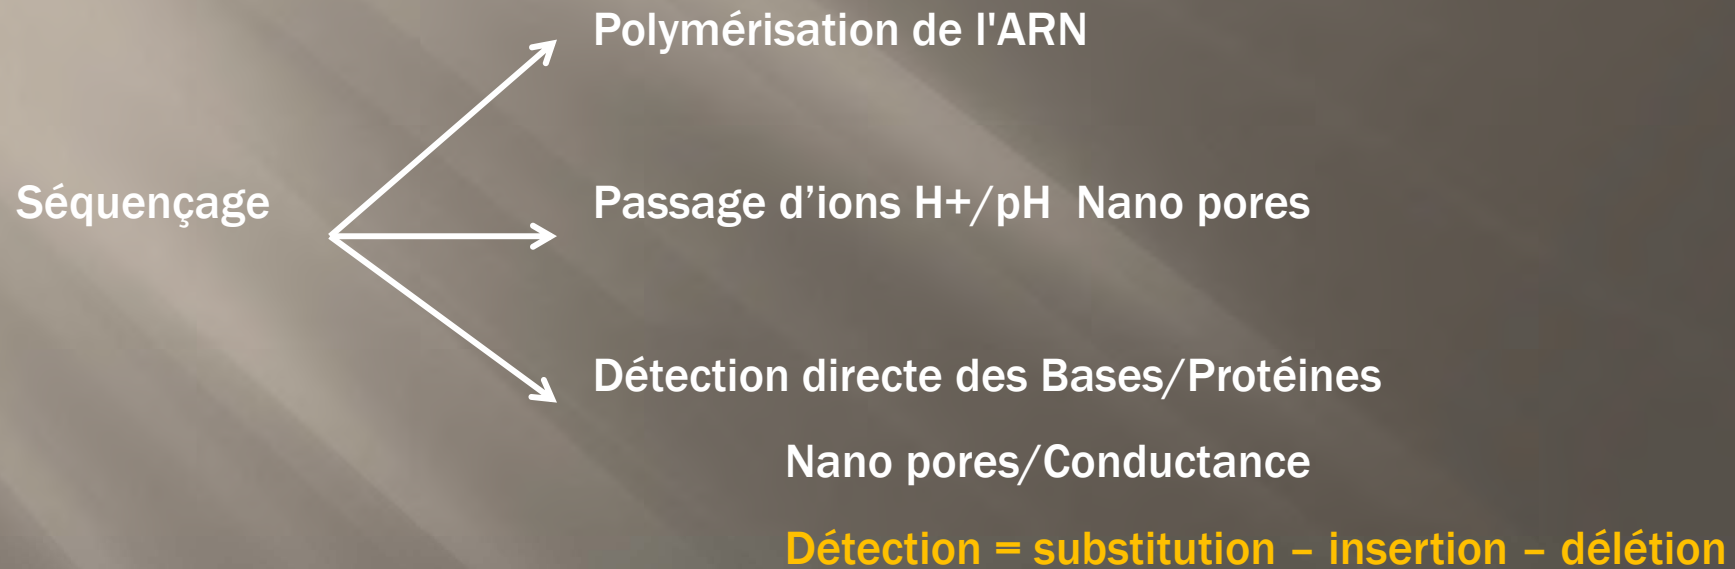 Polymérisation de l'ARN
Séquençage
Passage d’ions H+/pH Nano pores
Détection directe des Bases/Protéines
Nano pores/Conductance
Détection = substitution – insertion – délétion